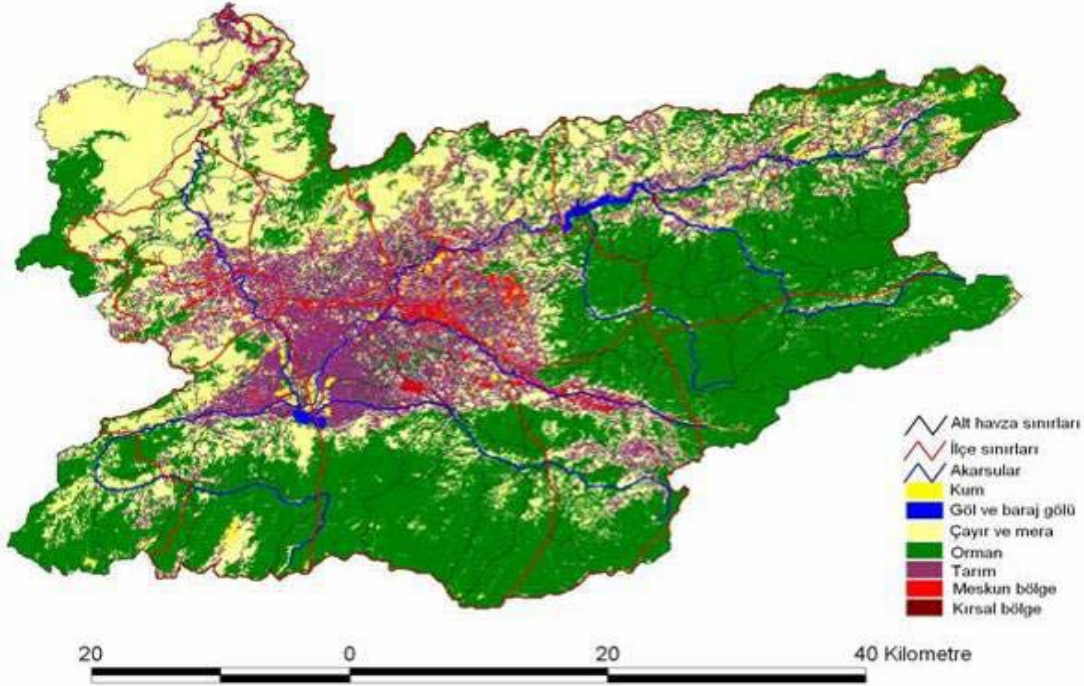 Alt havza sınırları
İlçe sınırları
Akarsular
Kum
Göl ve baraj gölü
Çayır ve mera
Orman
Tarım
Meskun bölge
Kırsal bölge
20 0 20 40 Kilometre